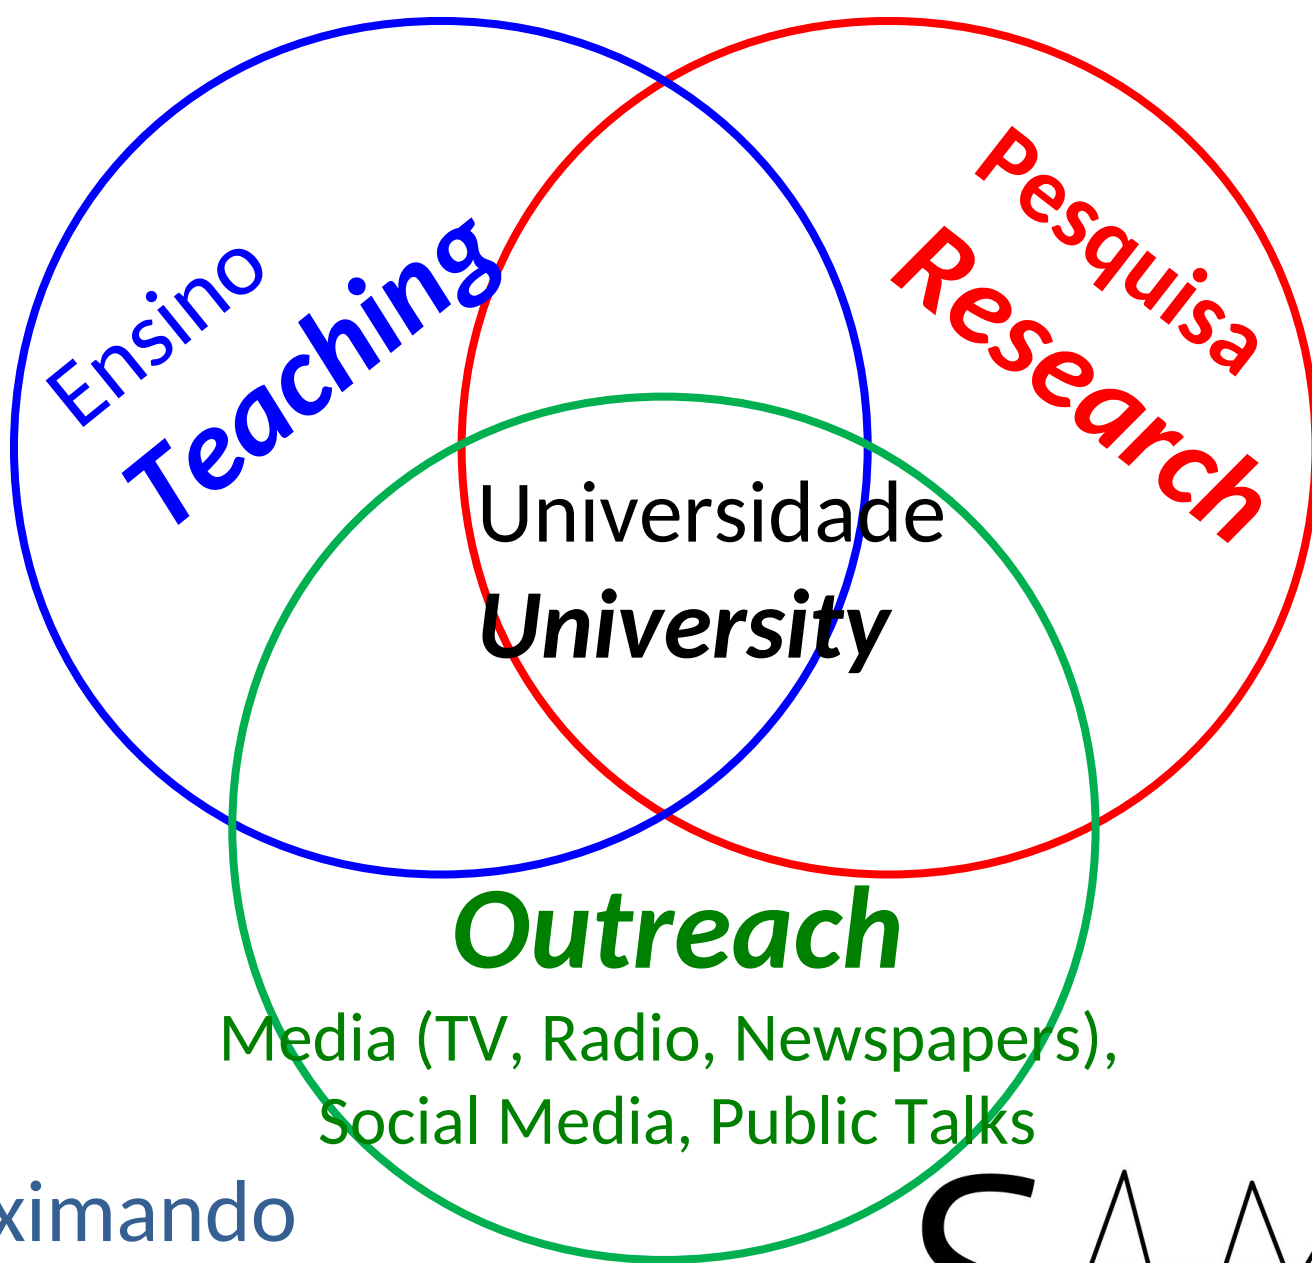 Ensino
Teaching
Pesquisa
Research
Universidade
University
Outreach
Media (TV, Radio, Newspapers),
Social Media, Public Talks
ximando